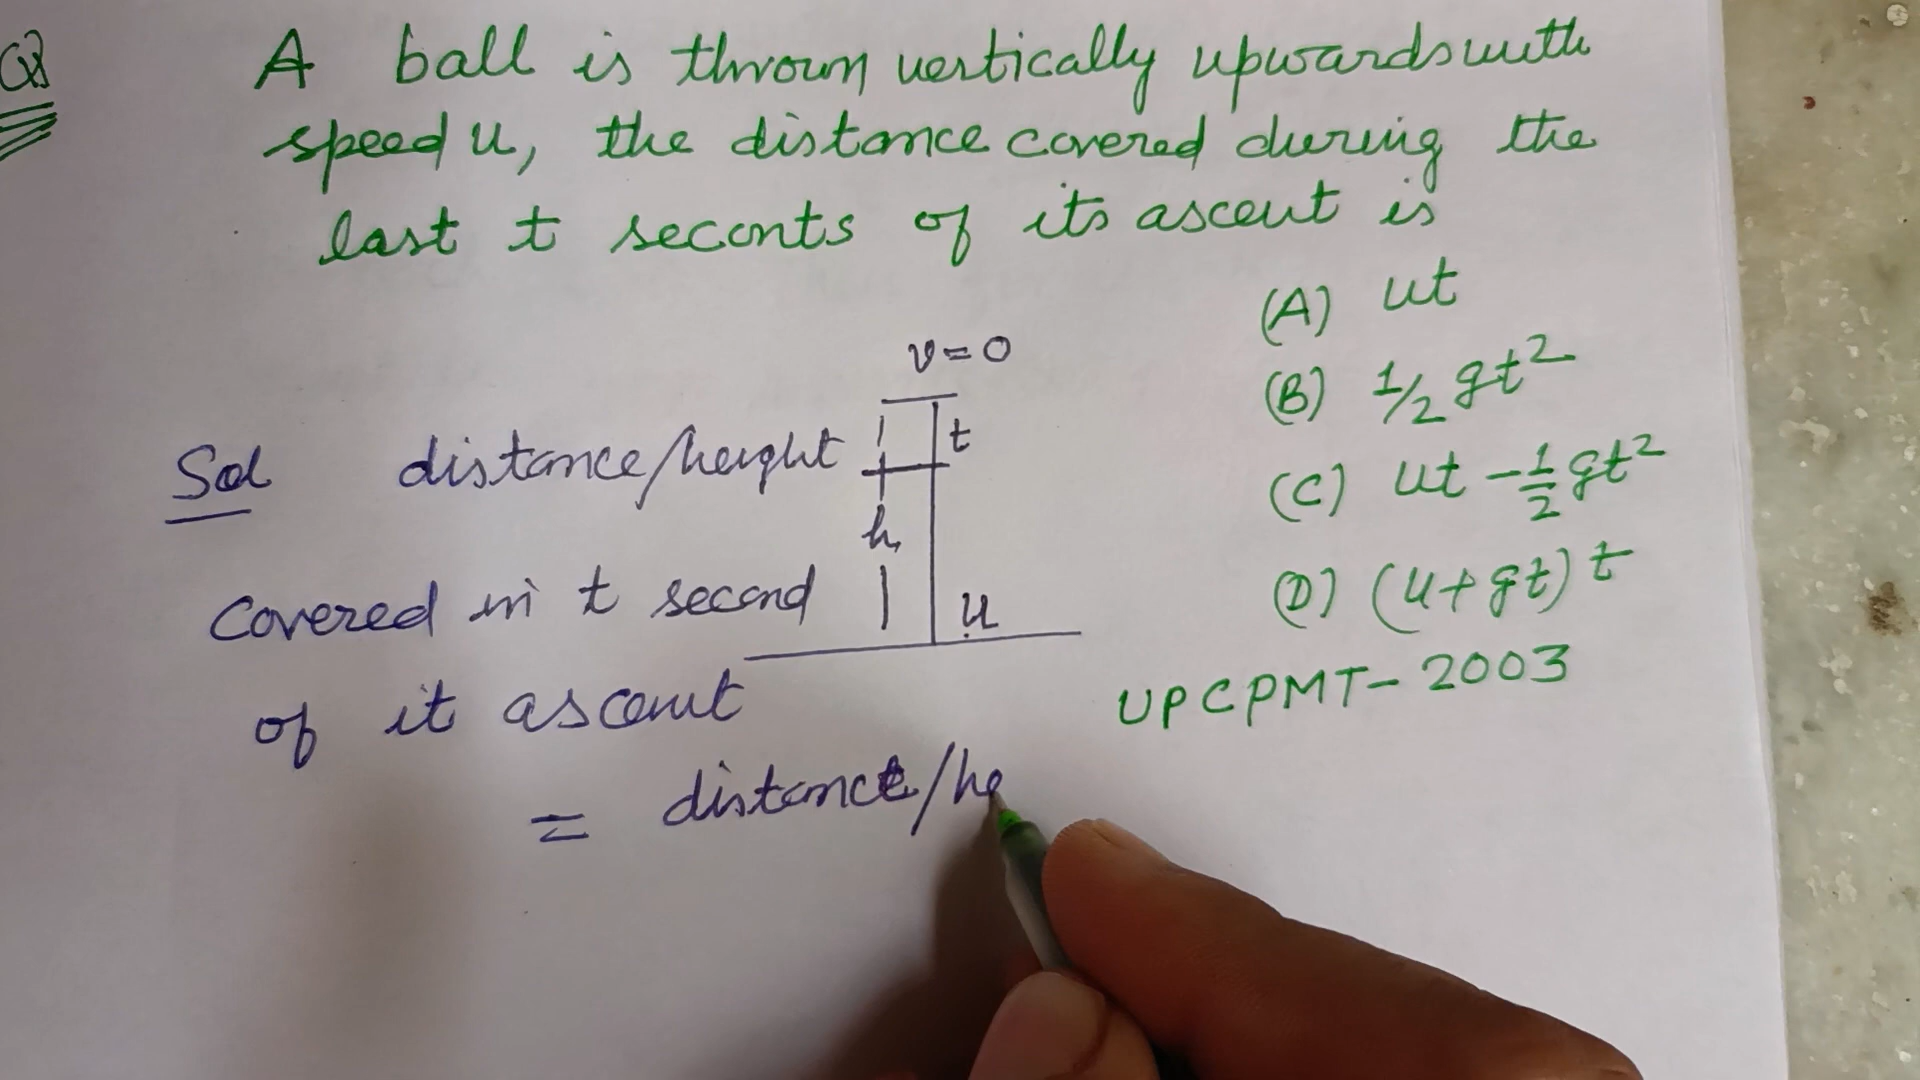 Q3 A ball is thrown vertically upwards with
speed u, the distance covered during the
last t seconts of its ascent is
(A) ut
(B) 1/2 gt²
(C) ut - 1/2 gt²
(D) (u+gt) t
UPCPMT-2003
v=0
t
h
u
Sol distance/height
covered in t second
of it ascent
= distance/he